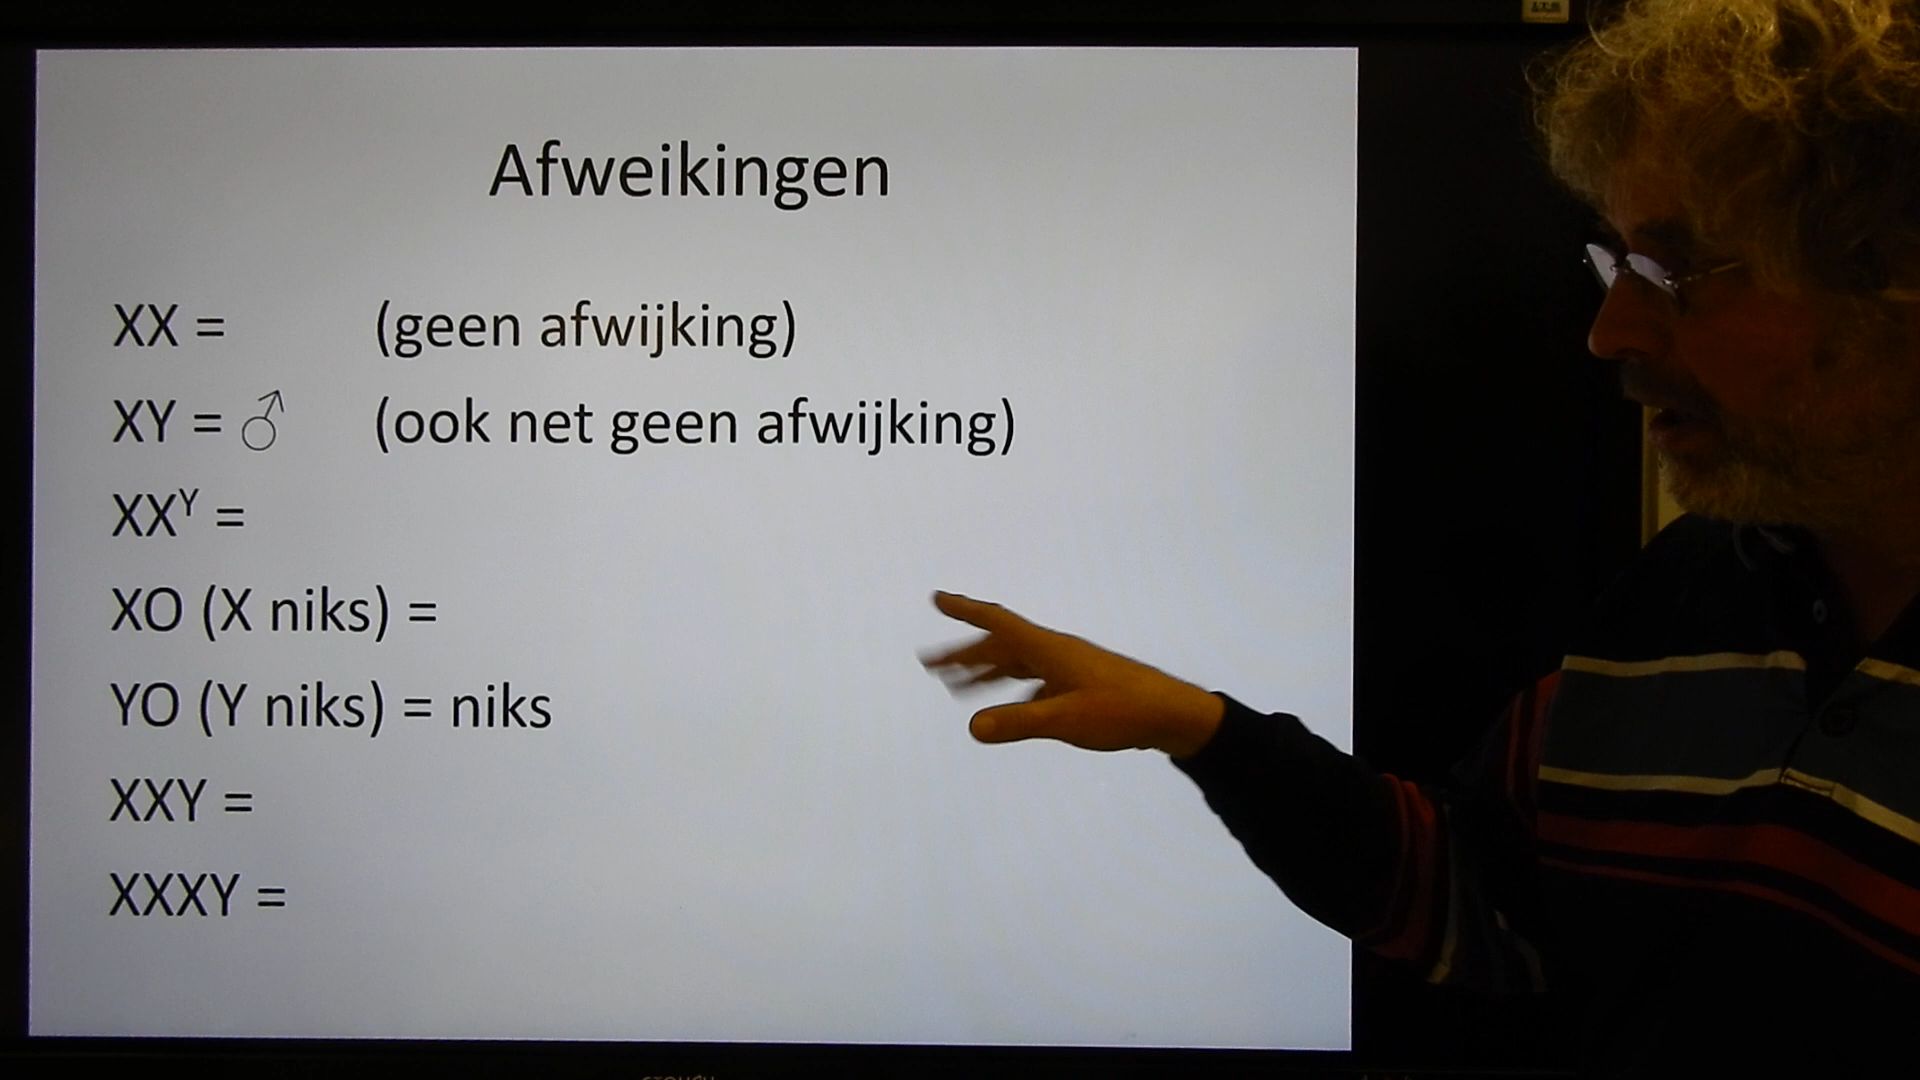 Afweikingen
XX = (geen afwijking)
XY = ♂ (ook net geen afwijking)
XXʸ =
XO (X niks) =
YO (Y niks) = niks
XXY =
XXXY =